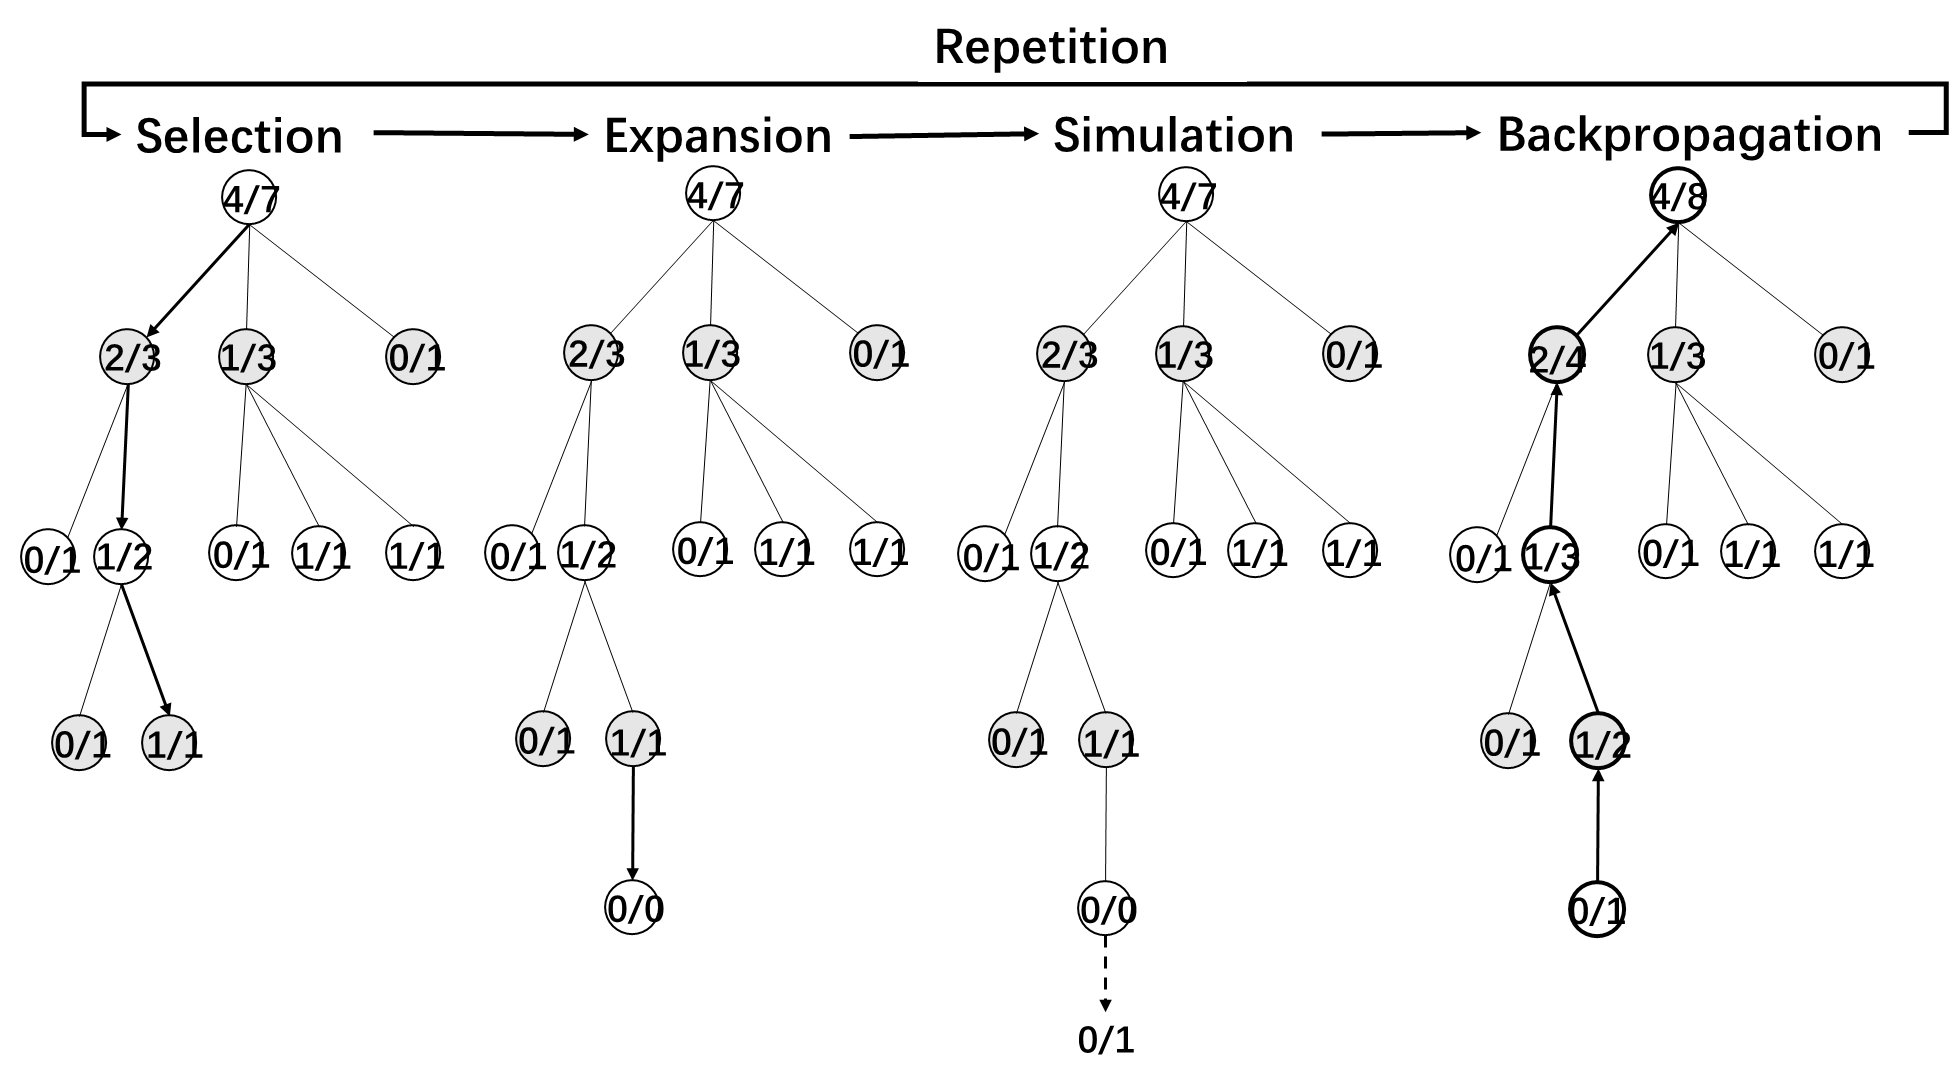 Repetition
Selection Expansion Simulation Backpropagation
4/7 4/7 4/7 4/8
2/3 1/3 0/1 2/3 1/3 0/1 2/3 1/3 0/1 2/4 1/3 0/1
0/1 1/2 0/1 1/1 1/1 0/1 1/2 0/1 1/1 1/1 0/1 1/2 0/1 1/1 1/1 0/1 1/3 0/1 1/1 1/1
0/1 1/1 0/1 1/1 0/1 1/1 0/1 1/2
0/0 0/0 0/1
0/1